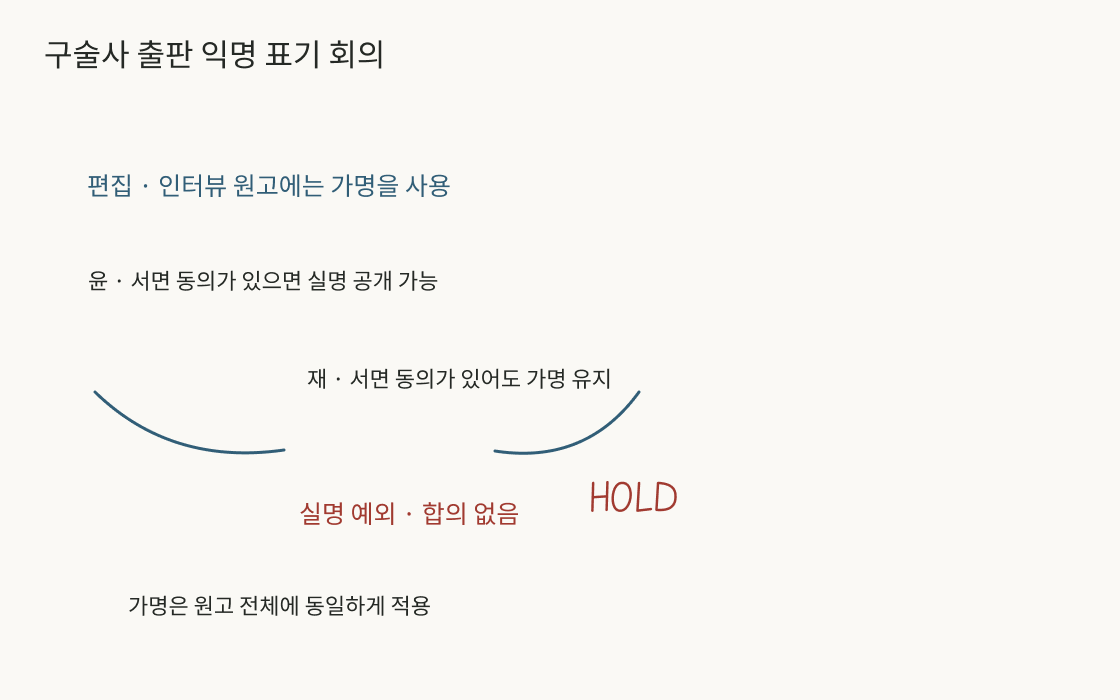 구술사 출판 익명 표기 회의
편집 · 인터뷰 원고에는 가명을 사용
윤 · 서면 동의가 있으면 실명 공개 가능
재 · 서면 동의가 있어도 가명 유지
실명 예외 · 합의 없음
HOLD
가명은 원고 전체에 동일하게 적용